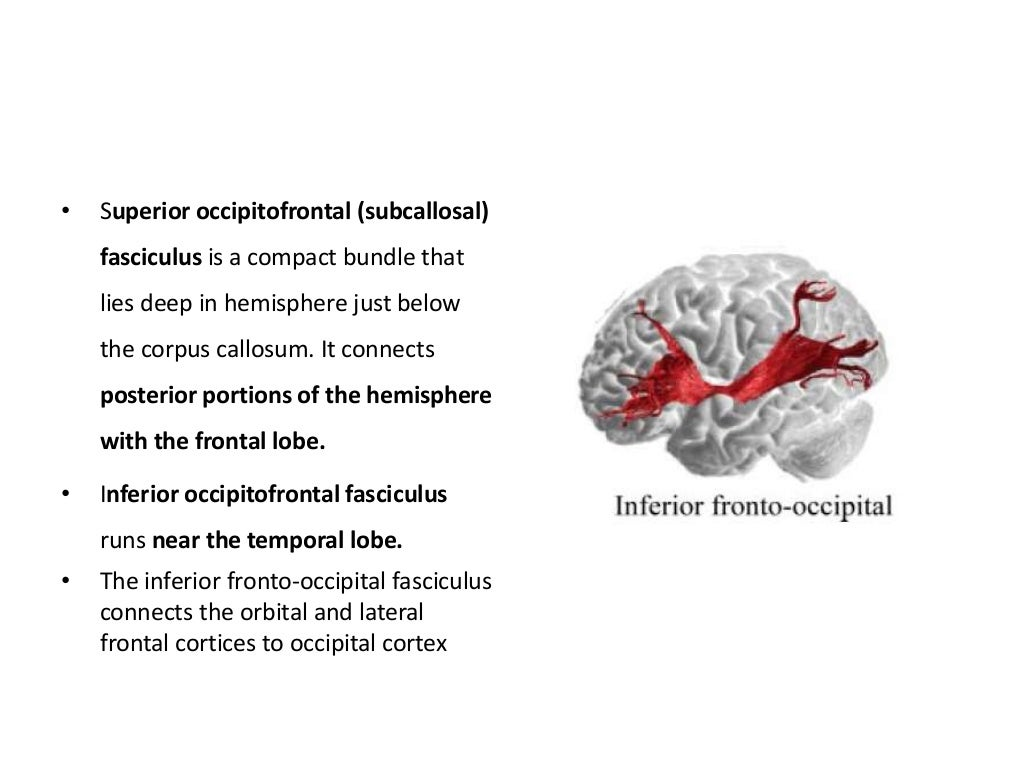 • Superior occipitofrontal (subcallosal)
fasciculus is a compact bundle that
lies deep in hemisphere just below
the corpus callosum. It connects
posterior portions of the hemisphere
with the frontal lobe.
• Inferior occipitofrontal fasciculus
runs near the temporal lobe.
• The inferior fronto-occipital fasciculus
connects the orbital and lateral
frontal cortices to occipital cortex
Inferior fronto-occipital